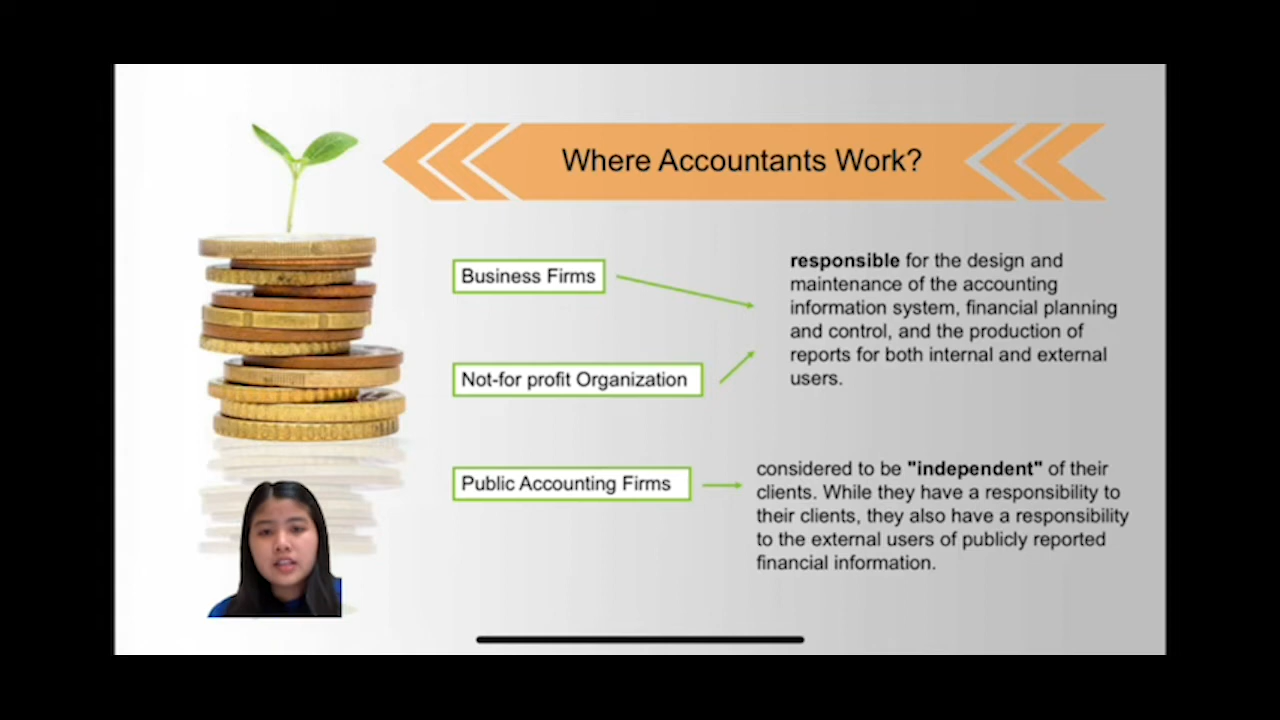 Where Accountants Work?
Business Firms
responsible for the design and
maintenance of the accounting
information system, financial planning
and control, and the production of
reports for both internal and external
users.
Not-for profit Organization
Public Accounting Firms
considered to be "independent" of their
clients. While they have a responsibility to
their clients, they also have a responsibility
to the external users of publicly reported
financial information.